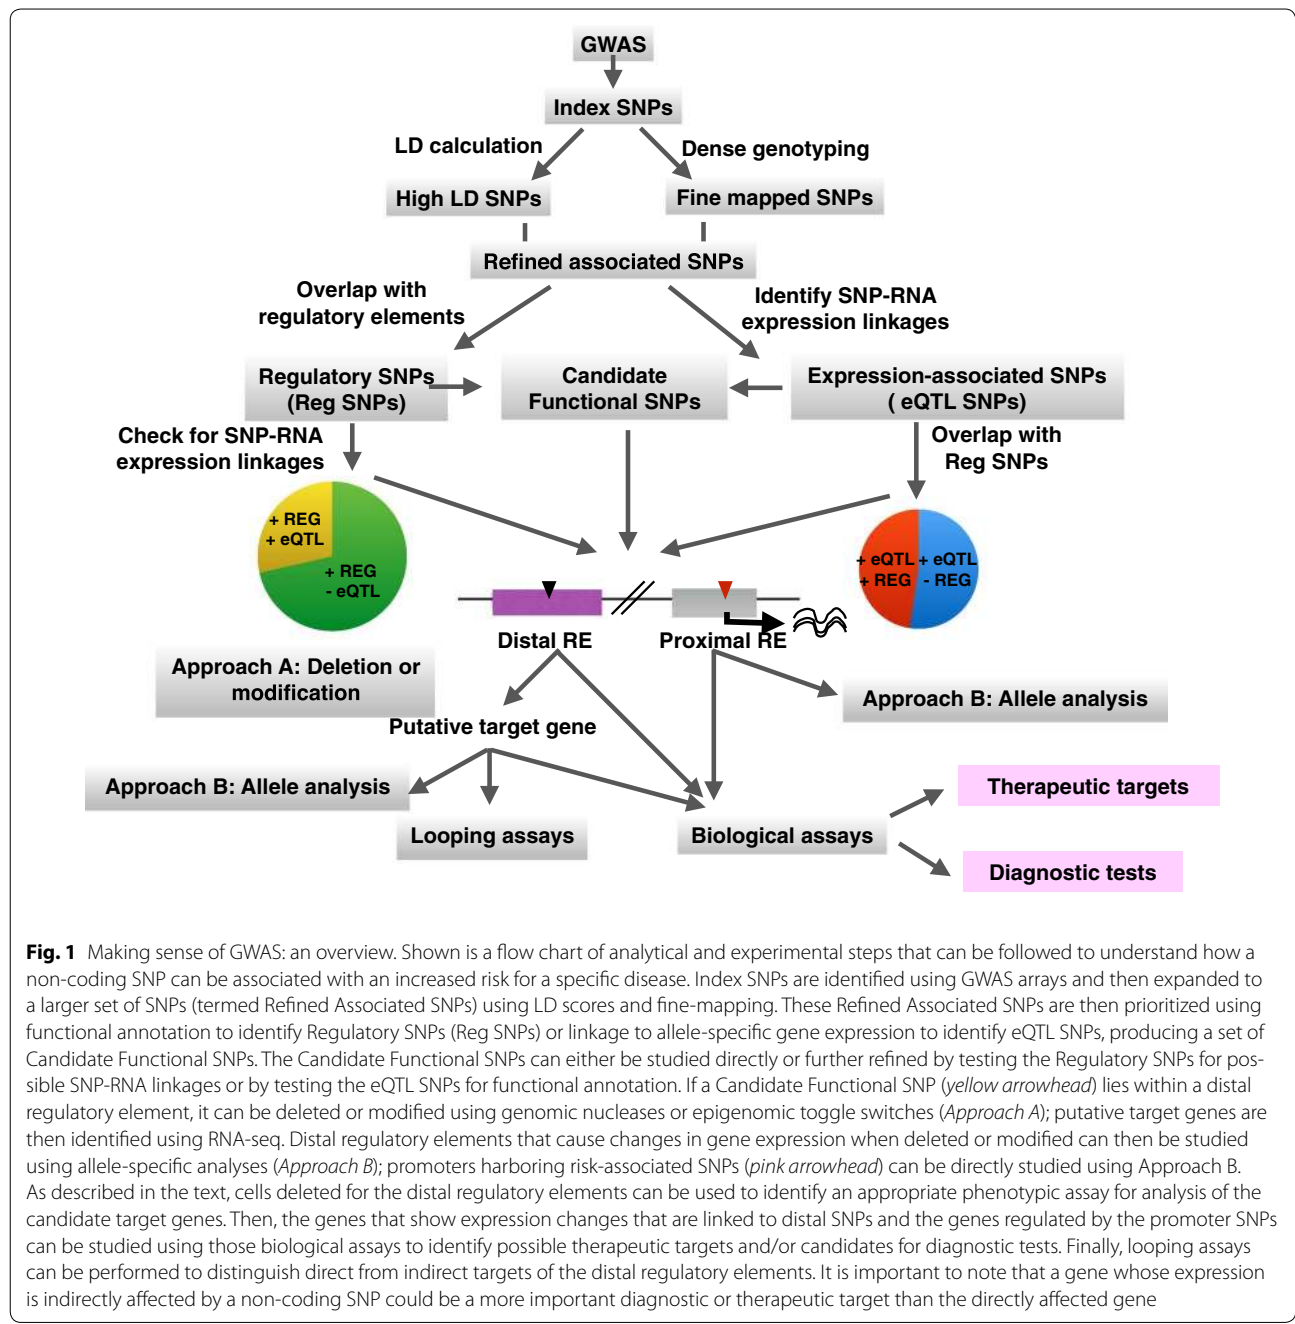 GWAS
Index SNPs
LD calculation
Dense genotyping
High LD SNPs
Fine mapped SNPs
Refined associated SNPs
Overlap with
regulatory elements
Identify SNP-RNA
expression linkages
Regulatory SNPs
(Reg SNPs)
Candidate
Functional SNPs
Expression-associated SNPs
( eQTL SNPs)
Check for SNP-RNA
expression linkages
Overlap with
Reg SNPs
+ REG
+ eQTL
+ REG
- eQTL
+ eQTL
+ REG
+ eQTL
- REG
Distal RE
Proximal RE
Approach A: Deletion or
modification
Approach B: Allele analysis
Putative target gene
Approach B: Allele analysis
Looping assays
Biological assays
Therapeutic targets
Diagnostic tests
Fig. 1 Making sense of GWAS: an overview. Shown is a flow chart of analytical and experimental steps that can be followed to understand how a
non-coding SNP can be associated with an increased risk for a specific disease. Index SNPs are identified using GWAS arrays and then expanded to
a larger set of SNPs (termed Refined Associated SNPs) using LD scores and fine-mapping. These Refined Associated SNPs are then prioritized using
functional annotation to identify Regulatory SNPs (Reg SNPs) or linkage to allele-specific gene expression to identify eQTL SNPs, producing a set of
Candidate Functional SNPs. The Candidate Functional SNPs can either be studied directly or further refined by testing the Regulatory SNPs for pos-
sible SNP-RNA linkages or by testing the eQTL SNPs for functional annotation. If a Candidate Functional SNP (yellow arrowhead) lies within a distal
regulatory element, it can be deleted or modified using genomic nucleases or epigenomic toggle switches (Approach A); putative target genes are
then identified using RNA-seq. Distal regulatory elements that cause changes in gene expression when deleted or modified can then be studied
using allele-specific analyses (Approach B); promoters harboring risk-associated SNPs (pink arrowhead) can be directly studied using Approach B.
As described in the text, cells deleted for the distal regulatory elements can be used to identify an appropriate phenotypic assay for analysis of the
candidate target genes. Then, the genes that show expression changes that are linked to distal SNPs and the genes regulated by the promoter SNPs
can be studied using those biological assays to identify possible therapeutic targets and/or candidates for diagnostic tests. Finally, looping assays
can be performed to distinguish direct from indirect targets of the distal regulatory elements. It is important to note that a gene whose expression
is indirectly affected by a non-coding SNP could be a more important diagnostic or therapeutic target than the directly affected gene